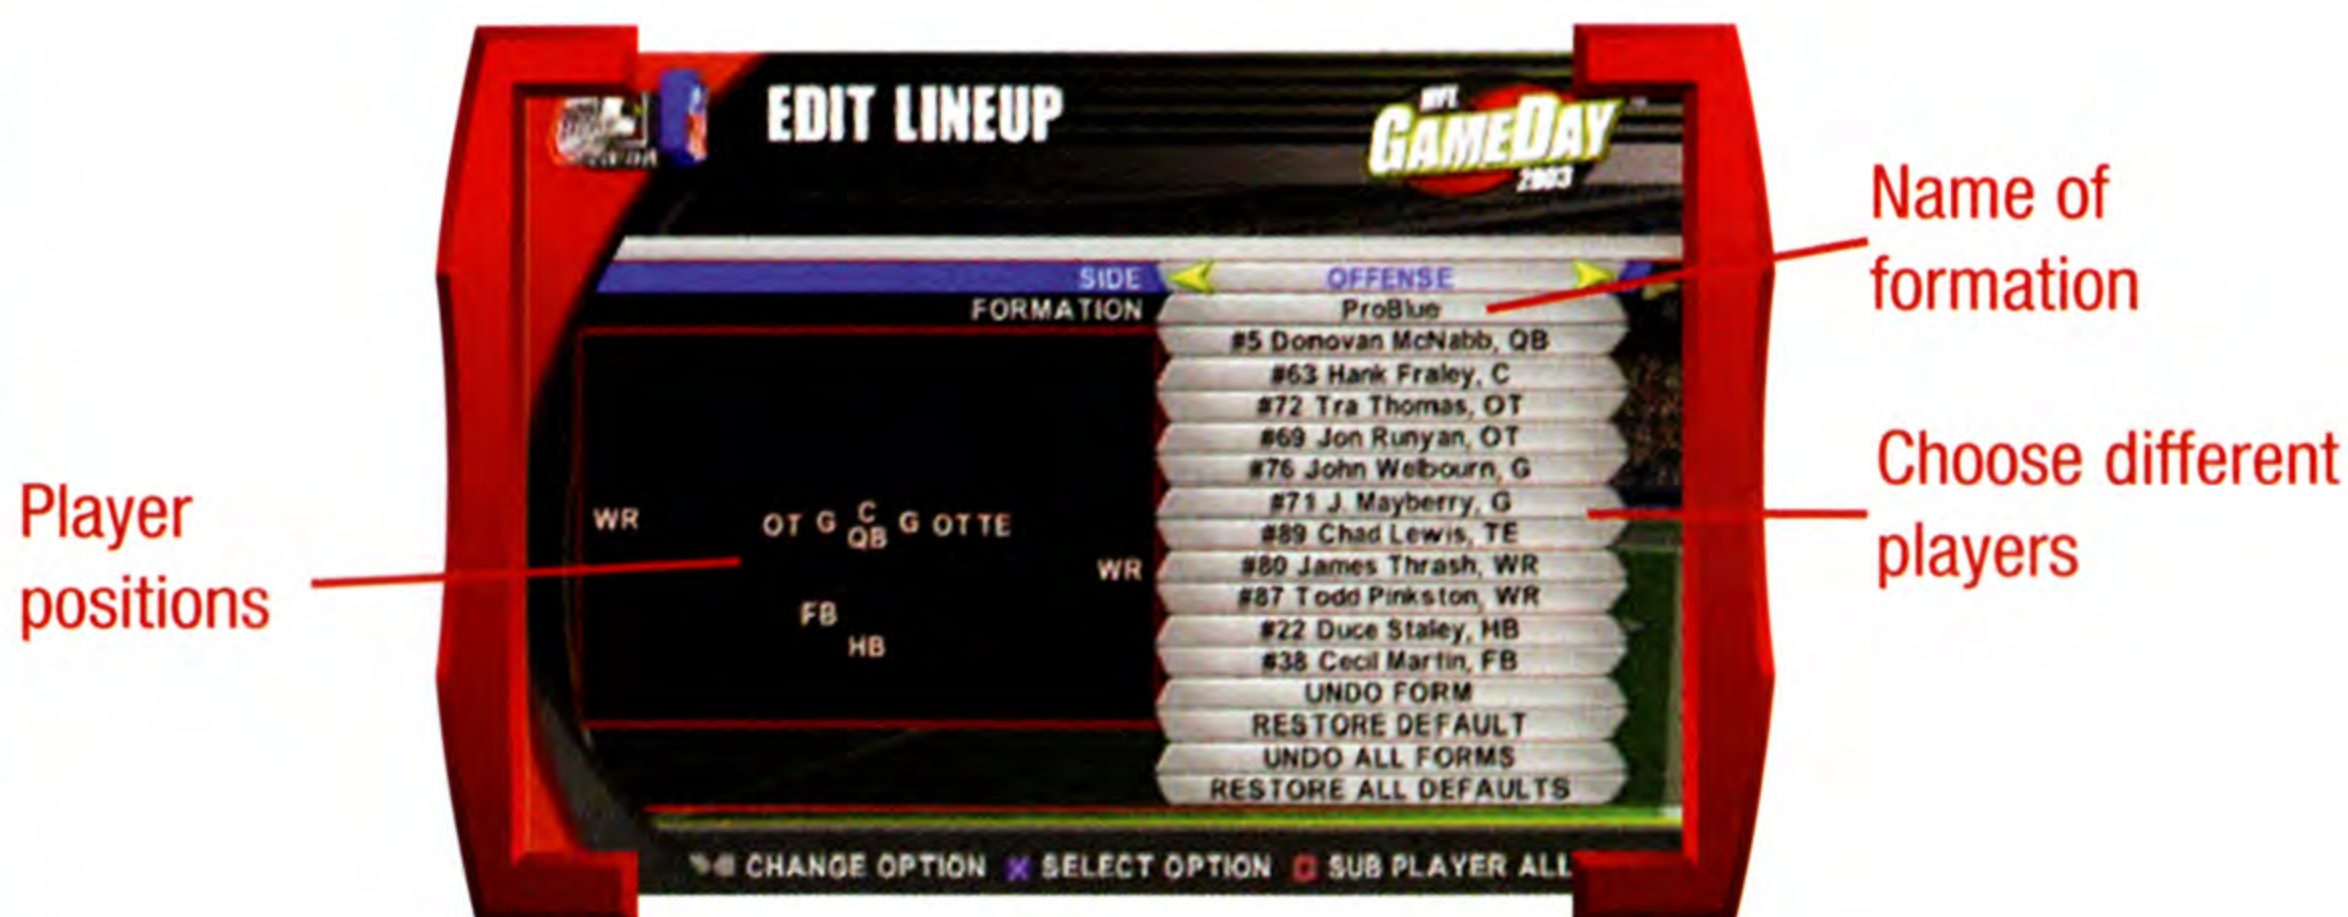 EDIT LINEUP
NFL
GAMEDAY
2003
Name of
formation
SIDE OFFENSE
FORMATION ProBlue
#5 Donovan McNabb, QB
#63 Hank Fraley, C
#72 Tra Thomas, OT
#69 Jon Runyan, OT
#76 John Welbourn, G
#71 J. Mayberry, G
#89 Chad Lewis, TE
#80 James Thrash, WR
#87 Todd Pinkston, WR
#22 Duce Staley, HB
#38 Cecil Martin, FB
UNDO FORM
RESTORE DEFAULT
UNDO ALL FORMS
RESTORE ALL DEFAULTS
Choose different
players
Player
positions
WR OT G C G OT TE
QB
WR
FB
HB
CHANGE OPTION SELECT OPTION SUB PLAYER ALL